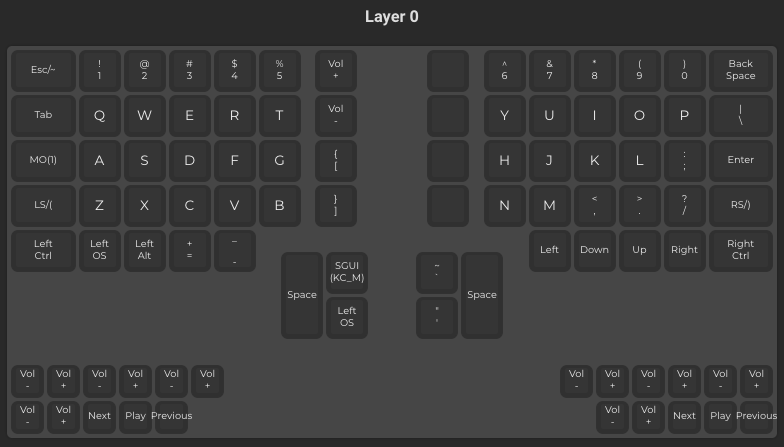 Layer 0
Esc/~ ! @ # $ % Vol ^ & * ( ) Back
1 2 3 4 5 + 6 7 8 9 0 Space
Tab Q W E R T Vol Y U I O P |
- \
MO(1) A S D F G { H J K L : Enter
[ ;
LS/( Z X C V B } N M < > ? RS/)
] , . /
Left Left Left + _ Left Down Up Right Right
Ctrl OS Alt = - Ctrl
Space SGUI ~ Space
(KC_M) `
Left "
OS '
Vol Vol Vol Vol Vol Vol Vol Vol Vol Vol Vol Vol
- + - + - + - + - + - +
Vol Vol Next Play Previous Vol Vol Next Play Previous
- + - +